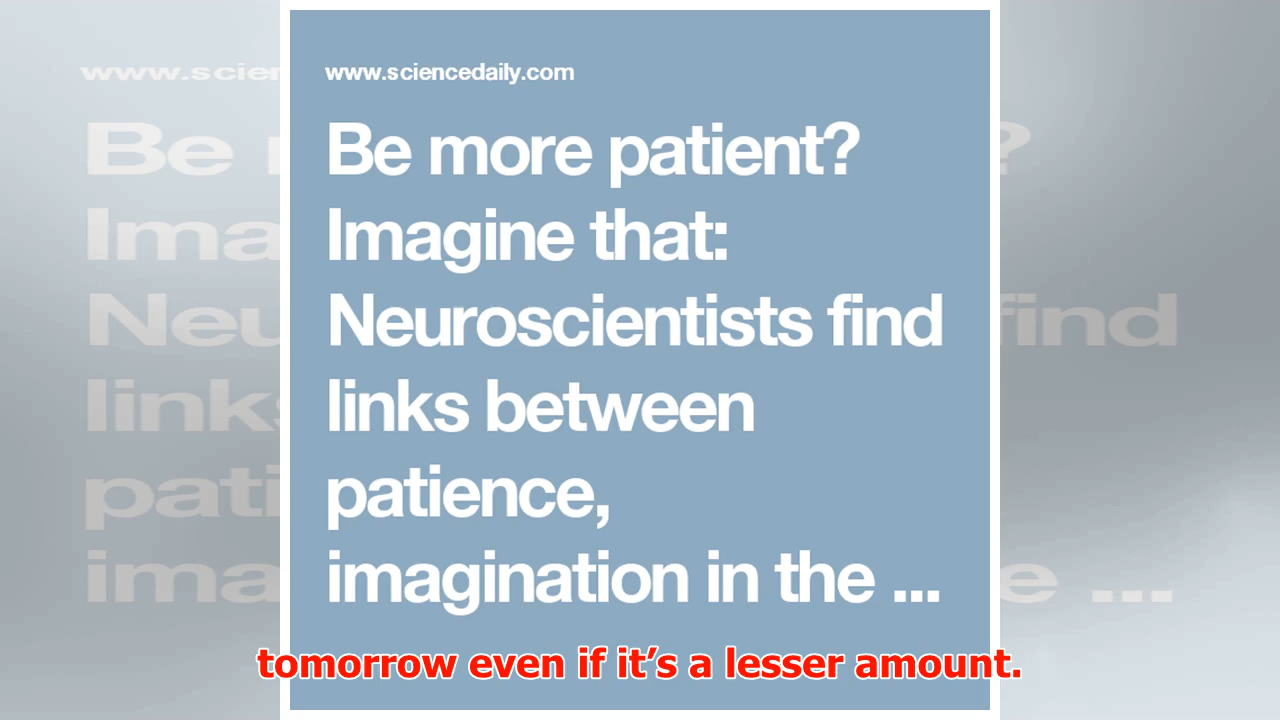 www.sciencedaily.com
Be more patient?
Imagine that:
Neuroscientists find
links between
patience,
imagination in the ...
tomorrow even if it’s a lesser amount.